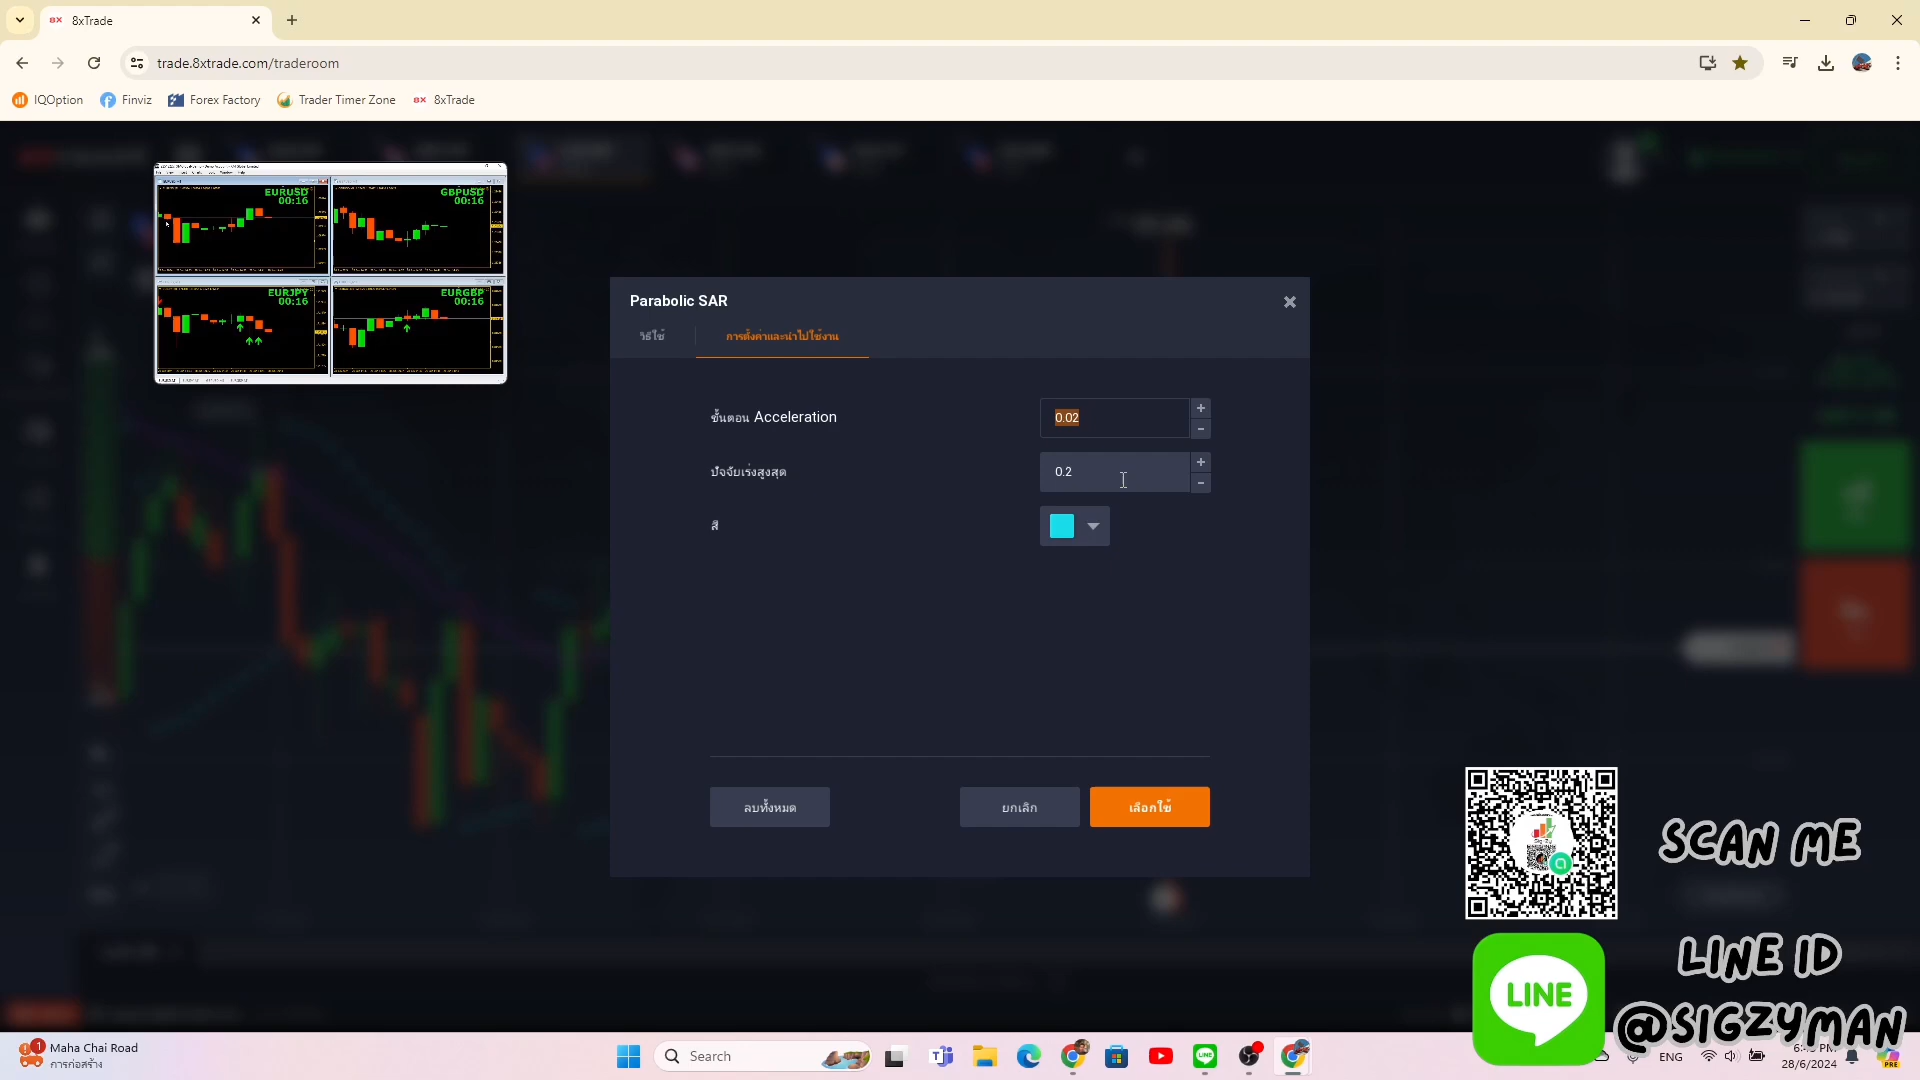 8xTrade
trade.8xtrade.com/traderoom
IQOption
Finviz
Forex Factory
Trader Timer Zone
8xTrade
EURUSD
00:16
GBPUSD
00:16
EURJPY
00:16
EURGBP
00:16
Parabolic SAR
วิธีใช้
การตั้งค่าและนำไปใช้งาน
ขั้นตอน Acceleration
0.02
ปัจจัยเร่งสูงสุด
0.2
สี
ลบทั้งหมด
ยกเลิก
เลือกใช้
SCAN ME
LINE ID
LINE
@SIGZYMAN
1
Maha Chai Road
การก่อสร้าง
Search
ENG
28/6/2024
PRE